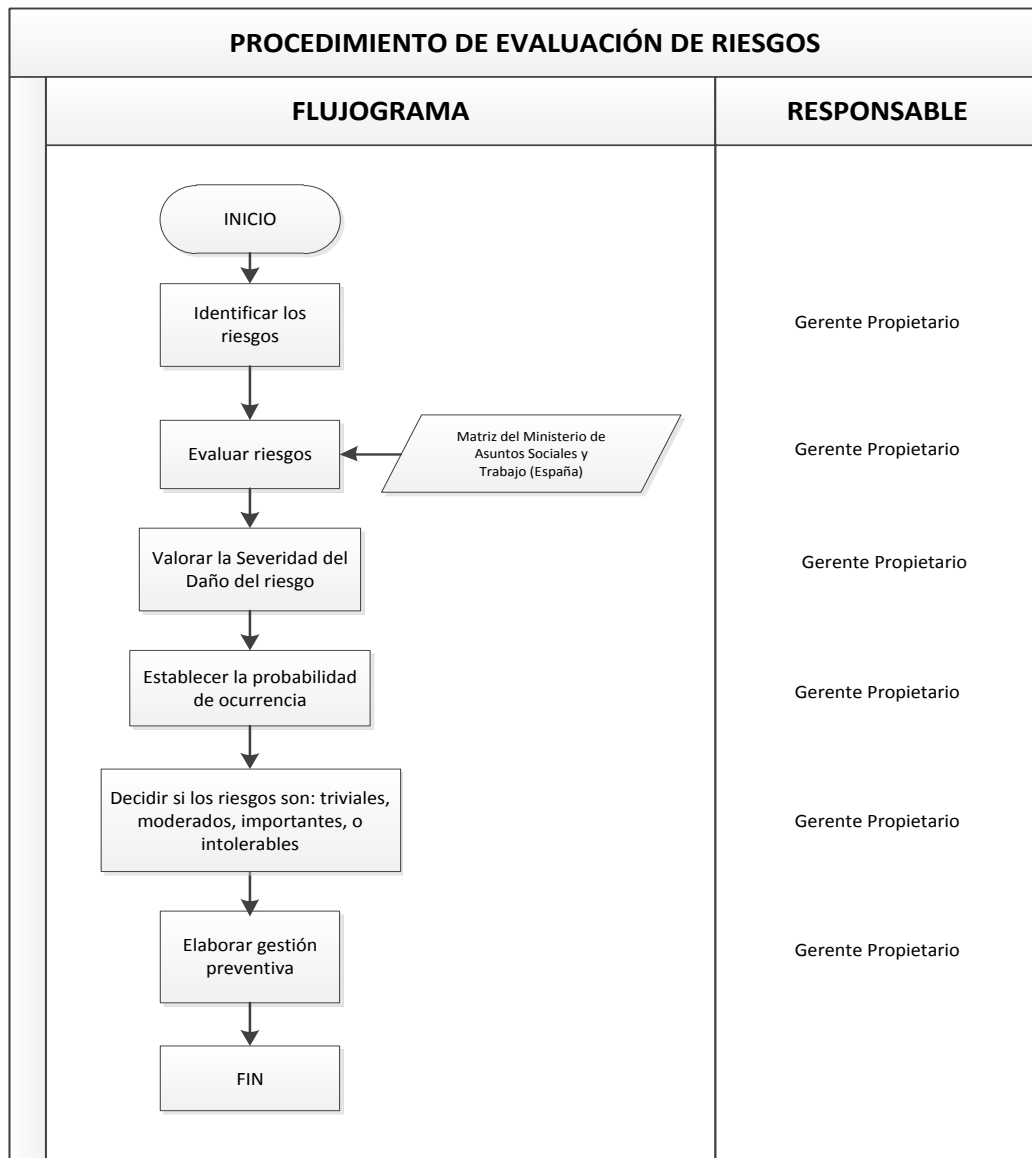 PROCEDIMIENTO DE EVALUACIÓN DE RIESGOS
FLUJOGRAMA
RESPONSABLE
INICIO
Identificar los
riesgos
Gerente Propietario
Evaluar riesgos
Matriz del Ministerio de
Asuntos Sociales y
Trabajo (España)
Gerente Propietario
Valorar la Severidad del
Daño del riesgo
Gerente Propietario
Establecer la probabilidad
de ocurrencia
Gerente Propietario
Decidir si los riesgos son: triviales,
moderados, importantes, o
intolerables
Gerente Propietario
Elaborar gestión
preventiva
Gerente Propietario
FIN